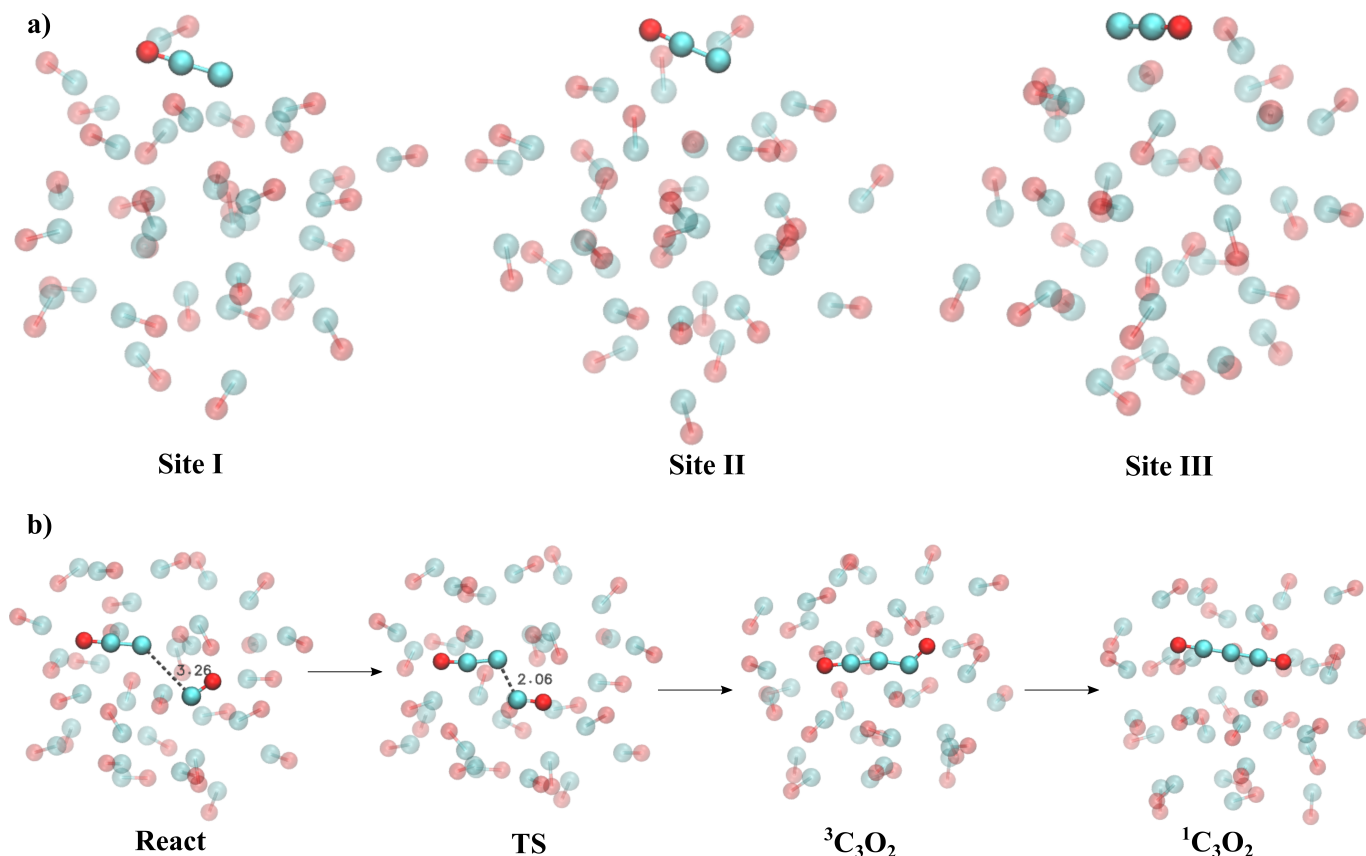 a)
Site I
Site II
Site III
b)
3.26
2.06
React
TS
³C₃O₂
¹C₃O₂